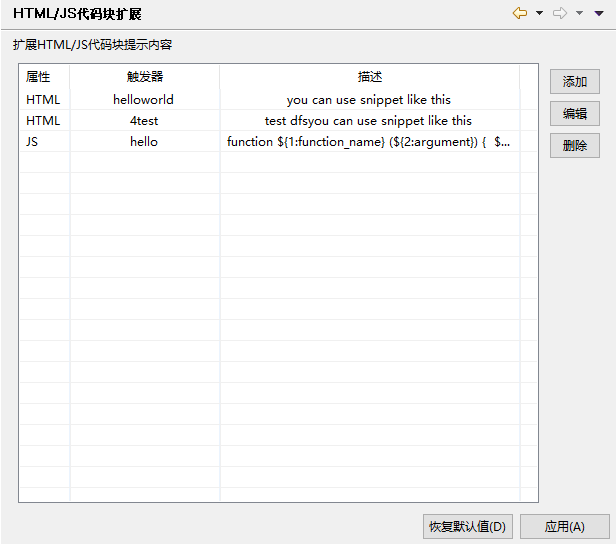 HTML/JS代码块扩展
扩展HTML/JS代码块提示内容
属性 触发器 描述
HTML helloworld you can use snippet like this
HTML 4test test dfsyou can use snippet like this
JS hello function ${1:function_name} (${2:argument}) { $...
添加
编辑
删除
恢复默认值(D) 应用(A)